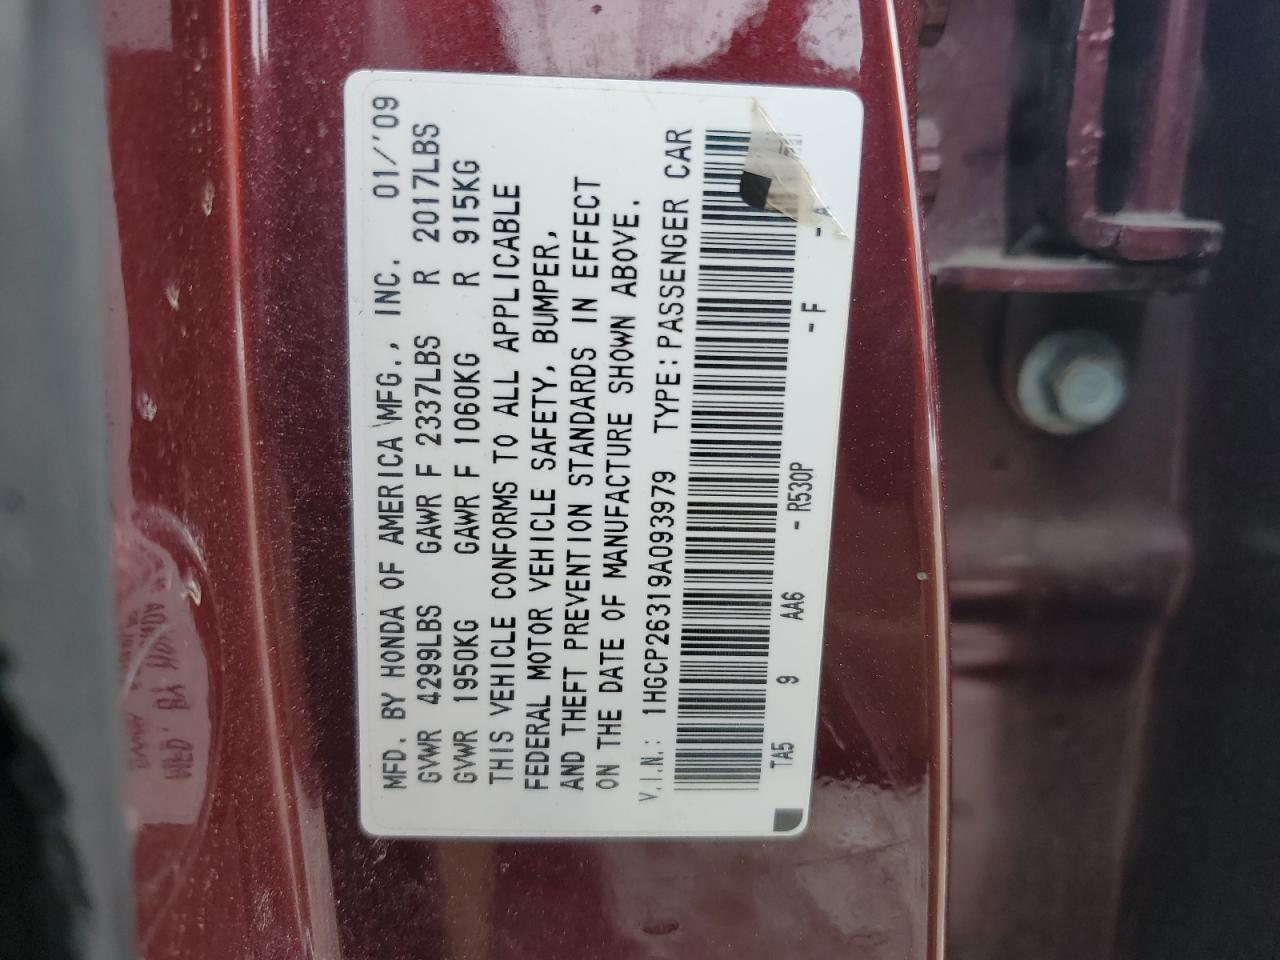 MFD. BY HONDA OF AMERICA MFG., INC. 01/'09
GVWR 4299LBS GAWR F 2337LBS R 2017LBS
GVWR 1950KG GAWR F 1060KG R 915KG
THIS VEHICLE CONFORMS TO ALL APPLICABLE
FEDERAL MOTOR VEHICLE SAFETY, BUMPER,
AND THEFT PREVENTION STANDARDS IN EFFECT
ON THE DATE OF MANUFACTURE SHOWN ABOVE.
V.I.N.: 1HGCP26319A093979 TYPE: PASSENGER CAR
TA5 9 AA6 - R530P - F - A